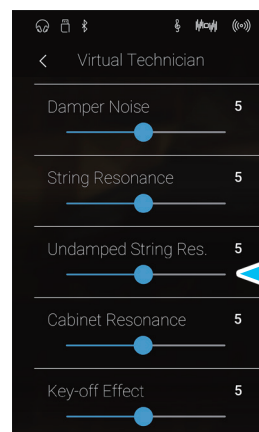 Virtual Technician
Damper Noise 5
String Resonance 5
Undamped String Res. 5
Cabinet Resonance 5
Key-off Effect 5